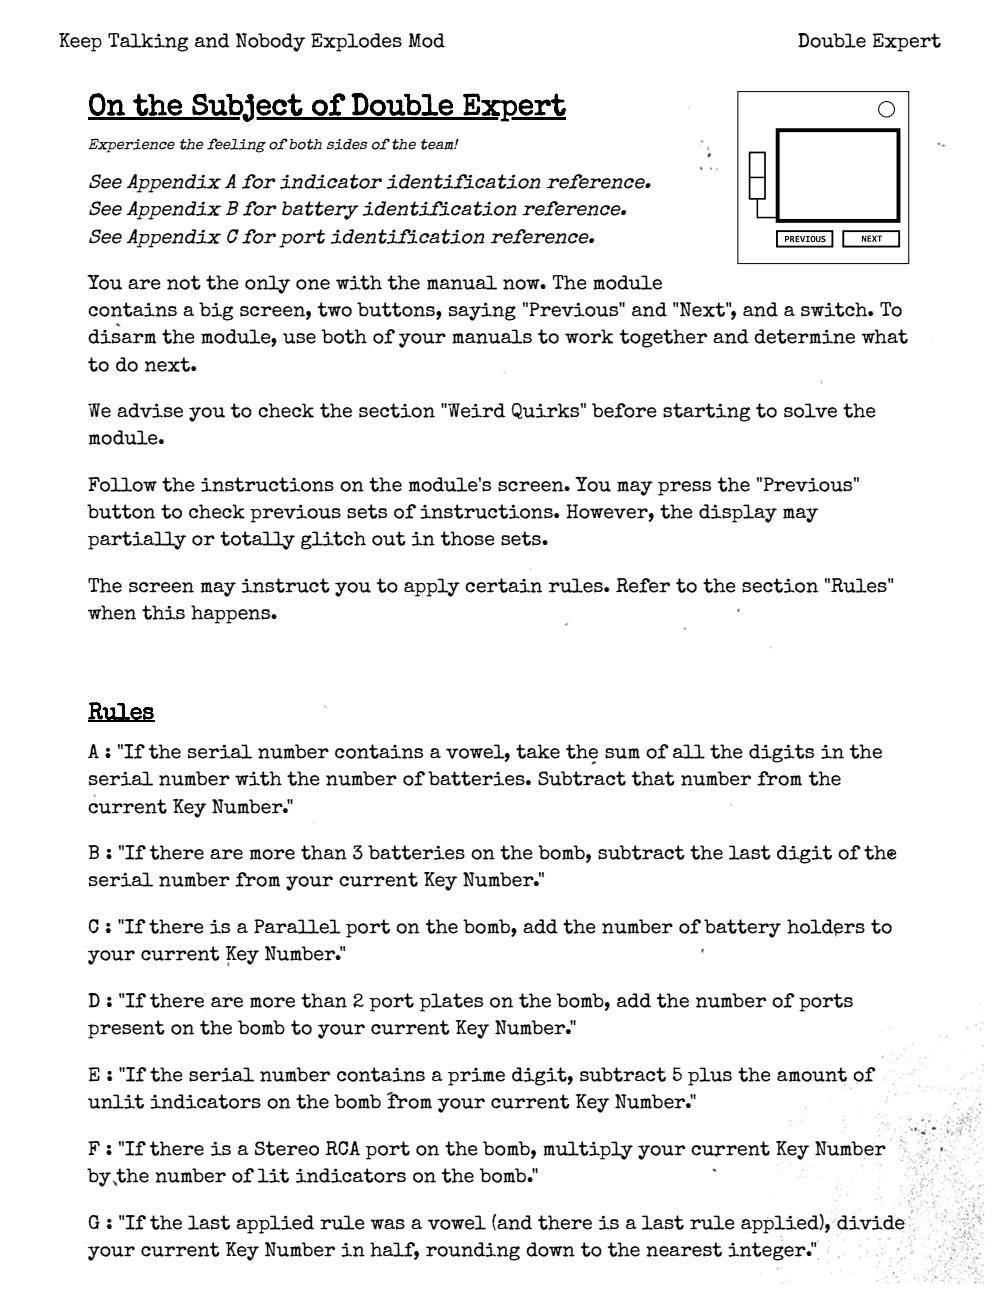 Keep Talking and Nobody Explodes Mod
Double Expert
On the Subject of Double Expert
Experience the feeling of both sides of the team!
See Appendix A for indicator identification reference.
See Appendix B for battery identification reference.
See Appendix C for port identification reference.
PREVIOUS
NEXT
You are not the only one with the manual now. The module
contains a big screen, two buttons, saying "Previous" and "Next", and a switch. To
disarm the module, use both of your manuals to work together and determine what
to do next.
We advise you to check the section "Weird Quirks" before starting to solve the
module.
Follow the instructions on the module's screen. You may press the "Previous"
button to check previous sets of instructions. However, the display may
partially or totally glitch out in those sets.
The screen may instruct you to apply certain rules. Refer to the section "Rules"
when this happens.
Rules
A : "If the serial number contains a vowel, take the sum of all the digits in the
serial number with the number of batteries. Subtract that number from the
current Key Number."
B : "If there are more than 3 batteries on the bomb, subtract the last digit of the
serial number from your current Key Number."
C : "If there is a Parallel port on the bomb, add the number of battery holders to
your current Key Number."
D : "If there are more than 2 port plates on the bomb, add the number of ports
present on the bomb to your current Key Number."
E : "If the serial number contains a prime digit, subtract 5 plus the amount of
unlit indicators on the bomb from your current Key Number."
F : "If there is a Stereo RCA port on the bomb, multiply your current Key Number
by the number of lit indicators on the bomb."
G : "If the last applied rule was a vowel (and there is a last rule applied), divide
your current Key Number in half, rounding down to the nearest integer."